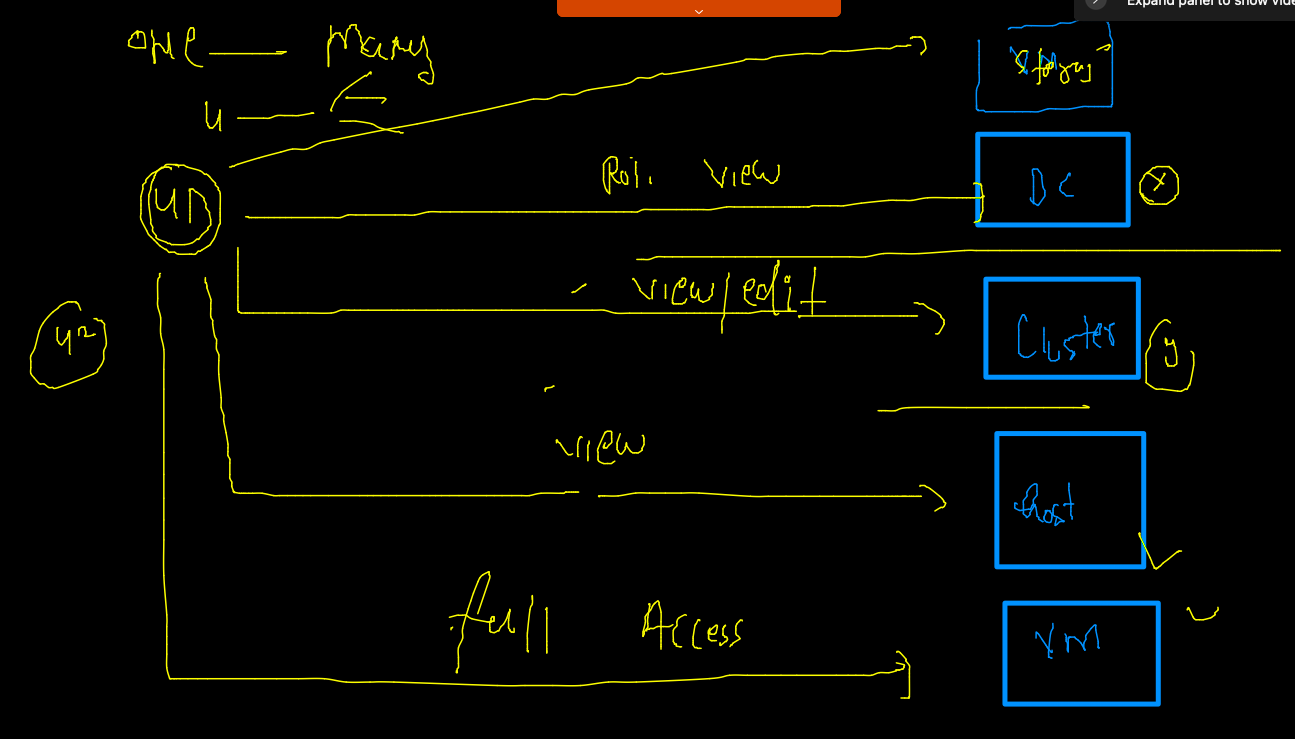 Expand panel to show vide
one — Many
u —
DC
x
Role view
u1
view/edit
Cluster
y
u2
view
Host
full Access
VM